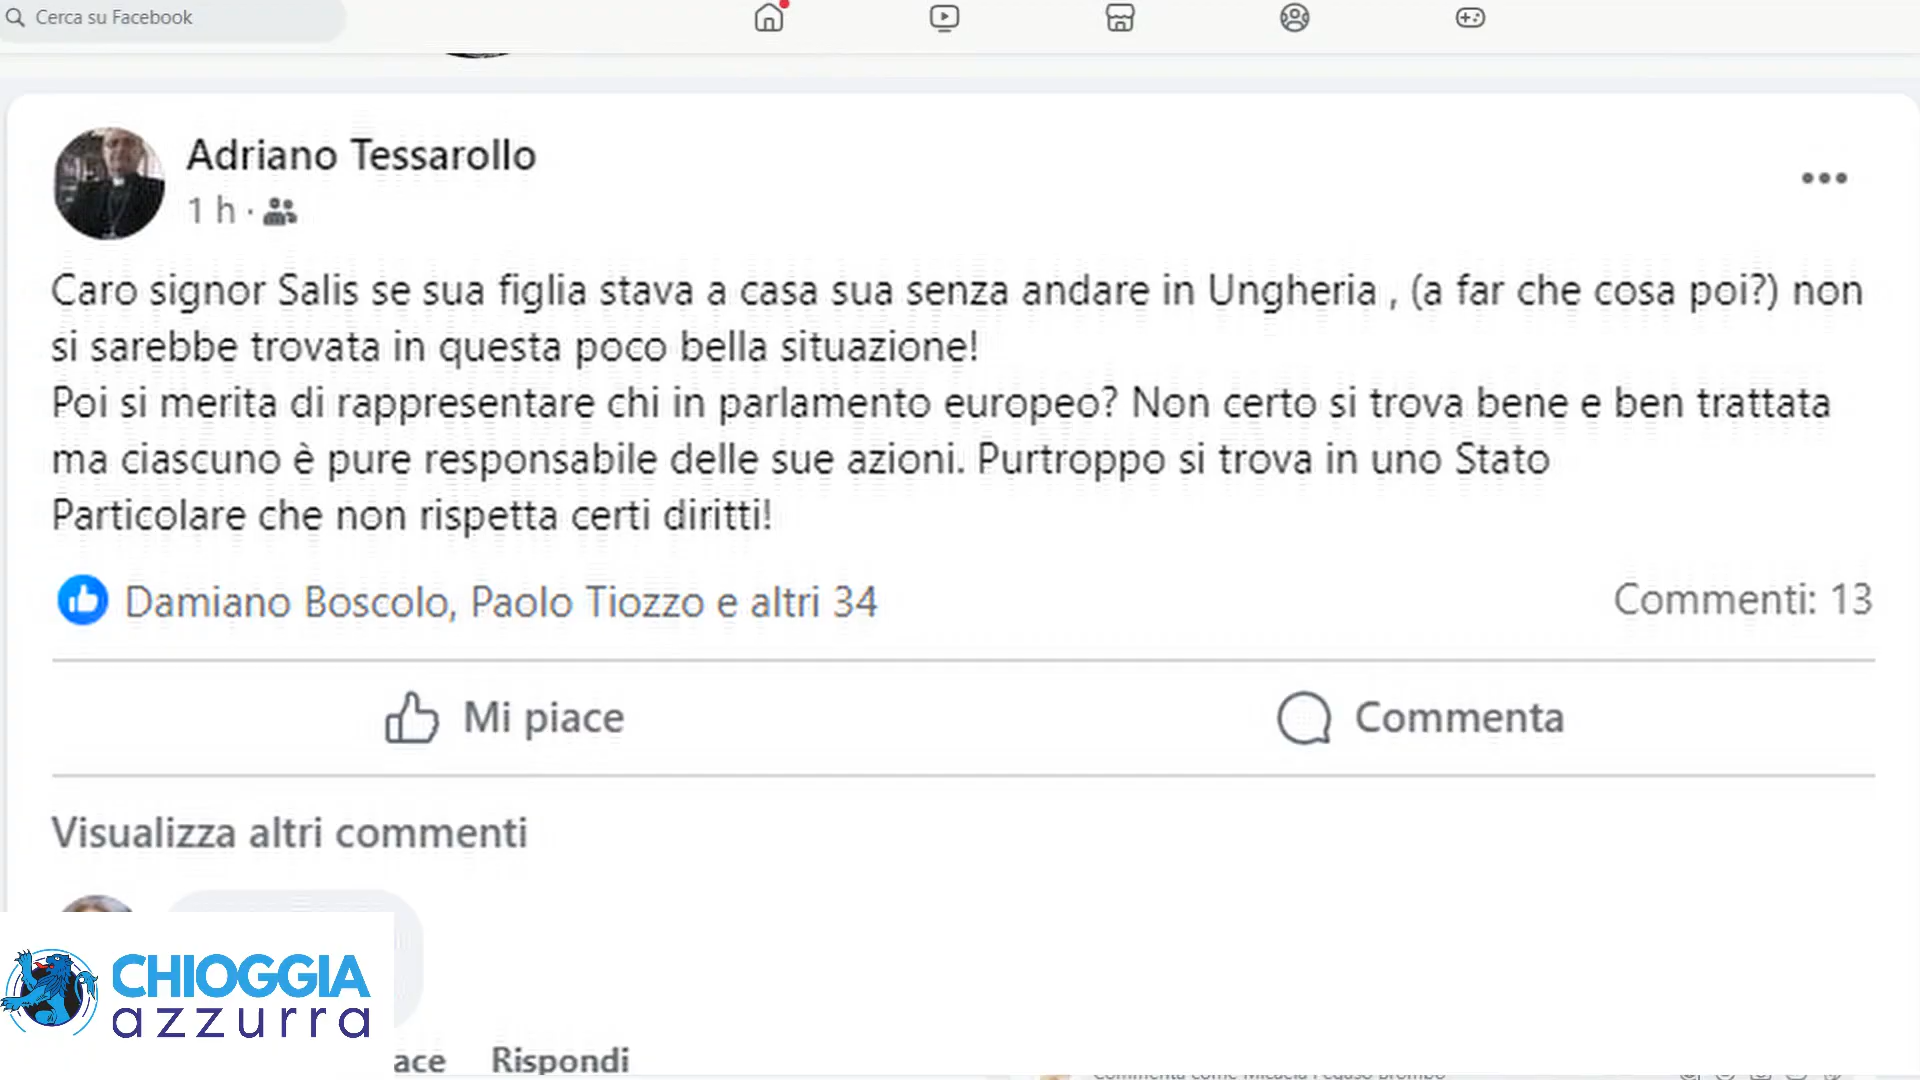 Cerca su Facebook
Adriano Tessarollo
1 h ·
Caro signor Salis se sua figlia stava a casa sua senza andare in Ungheria , (a far che cosa poi?) non
si sarebbe trovata in questa poco bella situazione!
Poi si merita di rappresentare chi in parlamento europeo? Non certo si trova bene e ben trattata
ma ciascuno è pure responsabile delle sue azioni. Purtroppo si trova in uno Stato
Particolare che non rispetta certi diritti!
Damiano Boscolo, Paolo Tiozzo e altri 34
Commenti: 13
Mi piace
Commenta
Visualizza altri commenti
CHIOGGIA
azzurra
ace
Rispondi
Commenta come